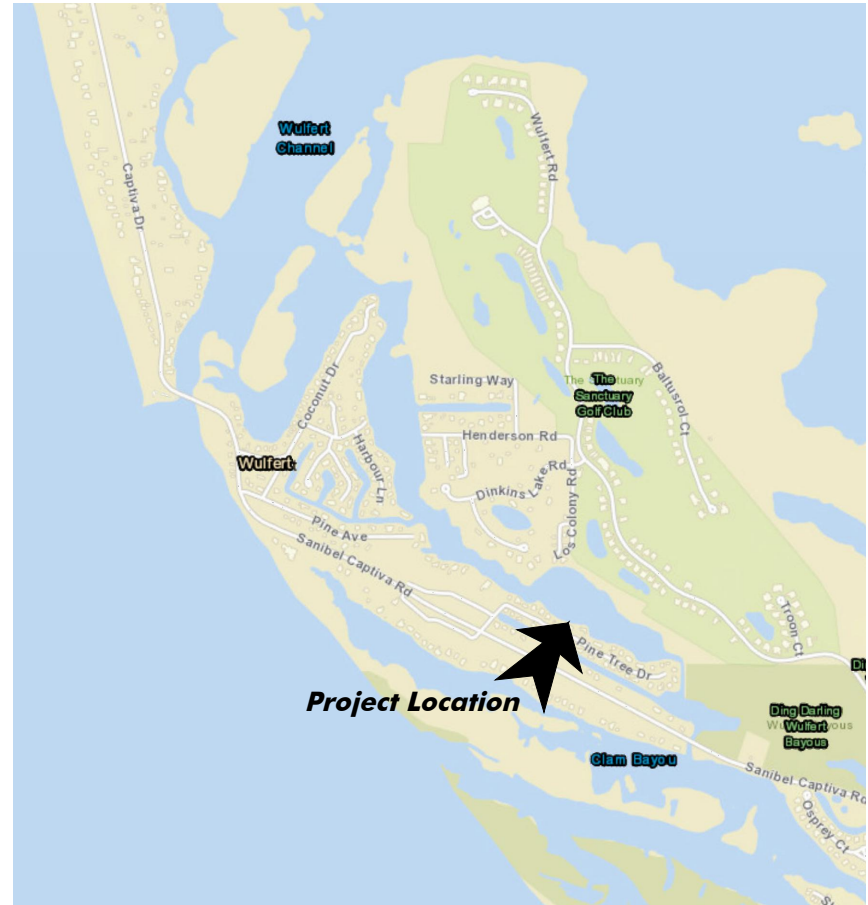 Wulfert
Channel
Wulfert Rd
Captiva Dr
Coconut Dr
Starling Way
The Sanctuary
The
Sanctuary
Golf Club
Baltusrol Ct
Henderson Rd
Harbour Ln
Wulfert
Dinkins Lake Rd
Los Colony Rd
Pine Ave
Sanibel Captiva Rd
Troon Ct
Pine Tree Dr
Project Location
Ding Darling
Wulfert
Bayous
Clam Bayou
Sanibel Captiva Rd
Osprey Ct